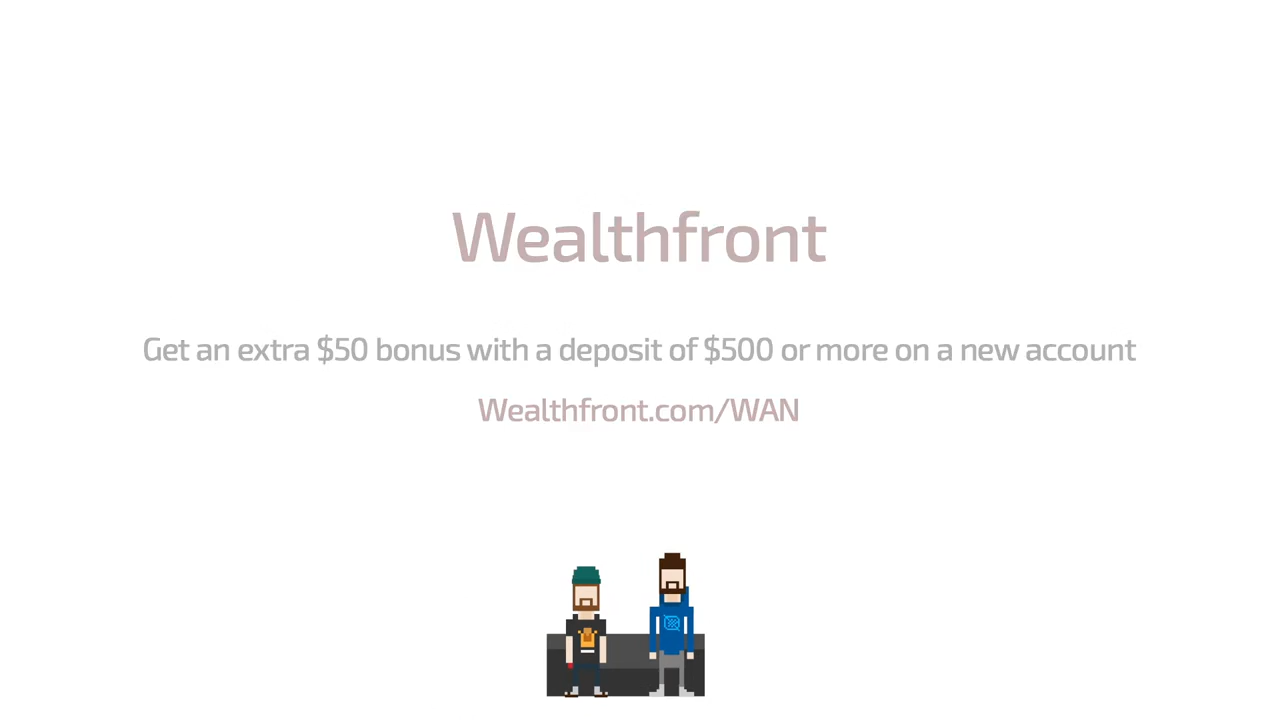 Wealthfront
Get an extra $50 bonus with a deposit of $500 or more on a new account
Wealthfront.com/WAN